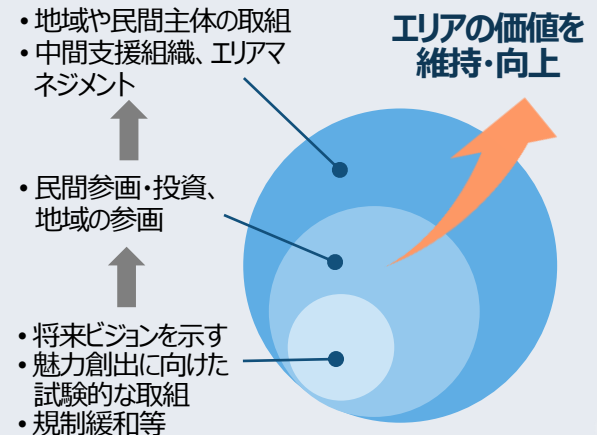 • 地域や民間主体の取組
• 中間支援組織、エリアマ
ネジメント
エリアの価値を
維持・向上
• 民間参画・投資、
地域の参画
• 将来ビジョンを示す
• 魅力創出に向けた
試験的な取組
• 規制緩和等